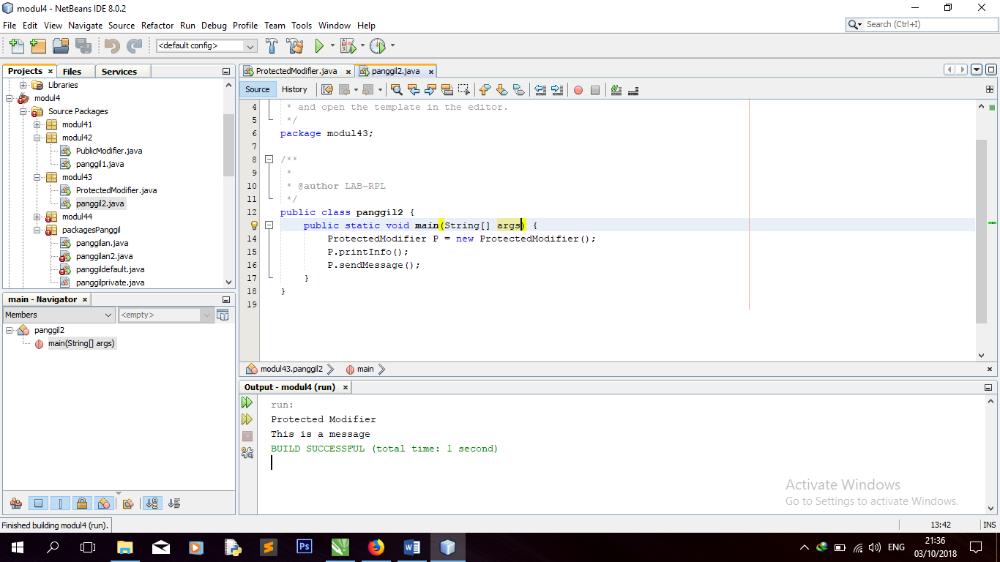 modul4 - NetBeans IDE 8.0.2
File Edit View Navigate Source Refactor Run Debug Profile Team Tools Window Help
Search (Ctrl+I)
<default config>
Projects Files Services
Libraries
modul4
Source Packages
modul41
modul42
PublicModifier.java
panggil1.java
modul43
ProtectedModifier.java
panggil2.java
modul44
packagesPanggil
panggilan.java
panggilan2.java
panggildefault.java
panggilprivate.java
main - Navigator
Members <empty>
panggil2
main(String[] args)
ProtectedModifier.java panggil2.java
Source History
4 * and open the template in the editor.
5 */
6 package modul43;
7
8 /**
9 *
10 * @author LAB-RPL
11 */
12 public class panggil2 {
public static void main(String[] args) {
14 ProtectedModifier P = new ProtectedModifier();
15 P.printInfo();
16 P.sendMessage();
17 }
18 }
19
modul43.panggil2 main
Output - modul4 (run)
run:
Protected Modifier
This is a message
BUILD SUCCESSFUL (total time: 1 second)
Activate Windows
Go to Settings to activate Windows.
Finished building modul4 (run).
13:42 INS
Ps
ENG
21:36
03/10/2018